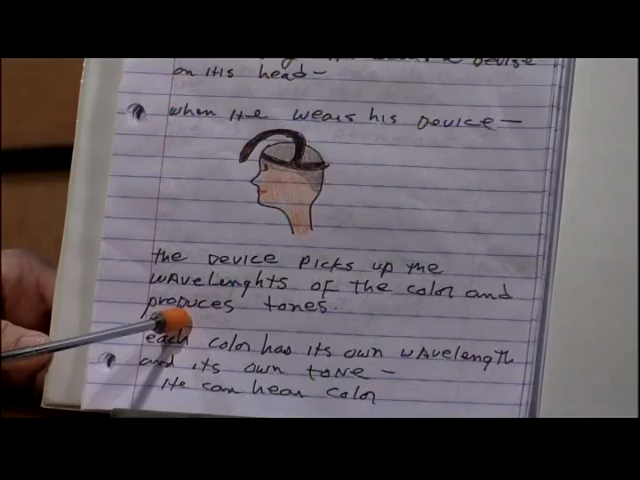 a Device
on His head-
when He wears his Device-
the Device picks up the
wavelenghts of the color and
produces tones.
each color has its own wavelength
and its own tone-
He can hear color